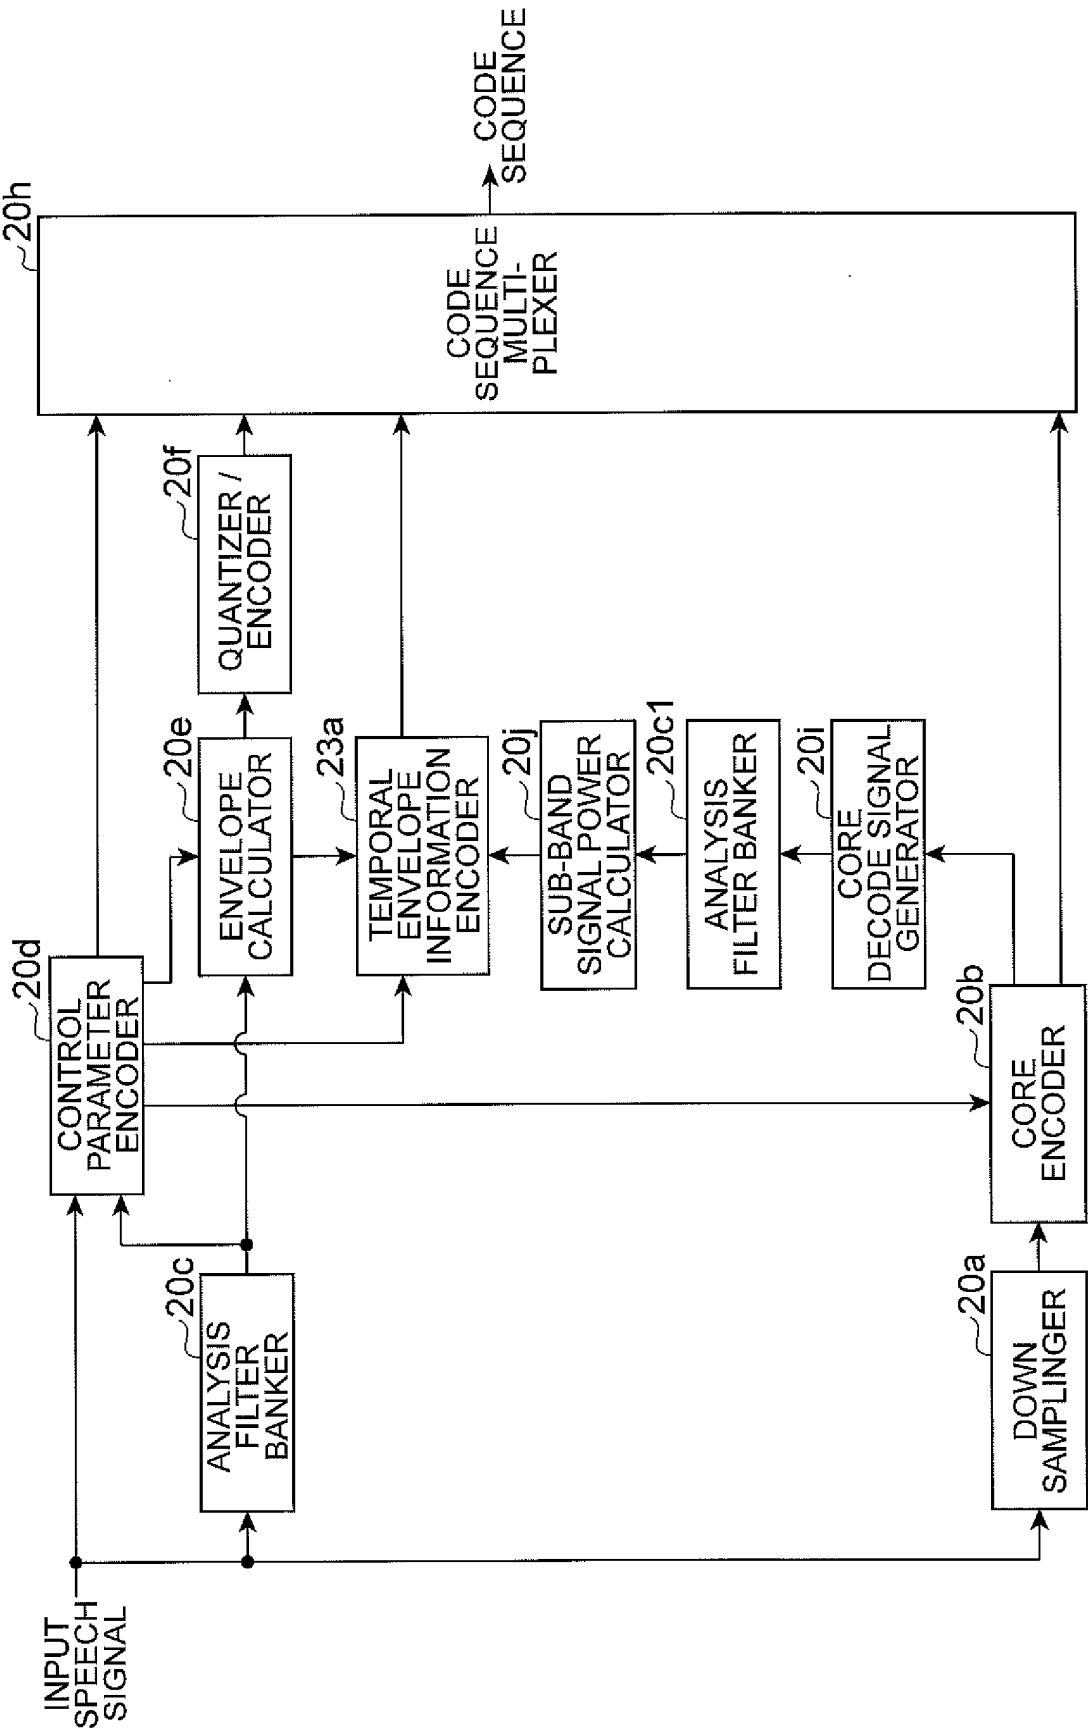 INPUT
SPEECH
SIGNAL
20c
ANALYSIS
FILTER
BANKER
20a
DOWN
SAMPLINGER
20d
CONTROL
PARAMETER
ENCODER
20b
CORE
ENCODER
20e
ENVELOPE
CALCULATOR
23a
TEMPORAL
ENVELOPE
INFORMATION
ENCODER
20j
SUB-BAND
SIGNAL POWER
CALCULATOR
20c1
ANALYSIS
FILTER BANKER
20i
CORE
DECODE SIGNAL
GENERATOR
20f
QUANTIZER /
ENCODER
20h
CODE
SEQUENCE
MULTI-
PLEXER
CODE
SEQUENCE